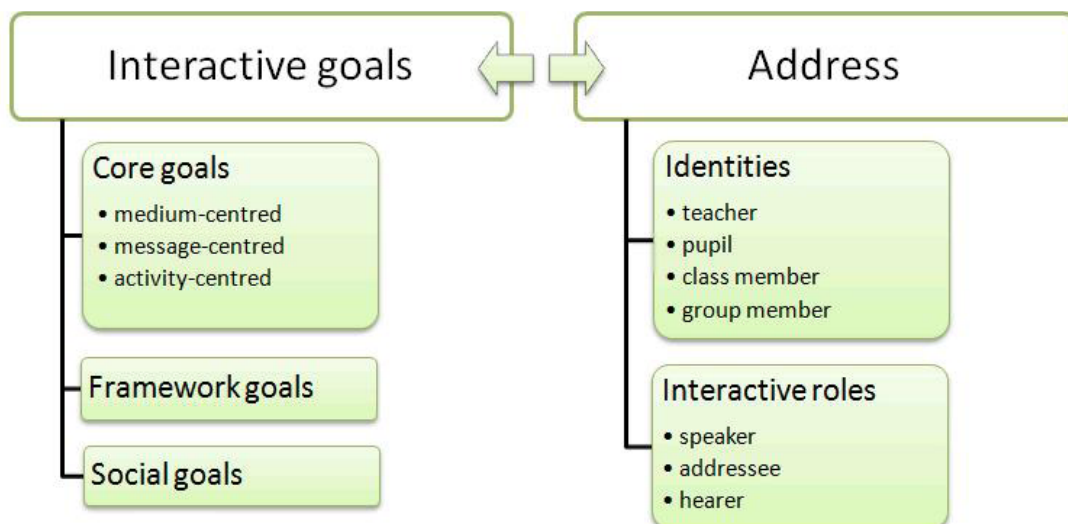 Interactive goals
Core goals
• medium-centred
• message-centred
• activity-centred
Framework goals
Social goals
Address
Identities
• teacher
• pupil
• class member
• group member
Interactive roles
• speaker
• addressee
• hearer